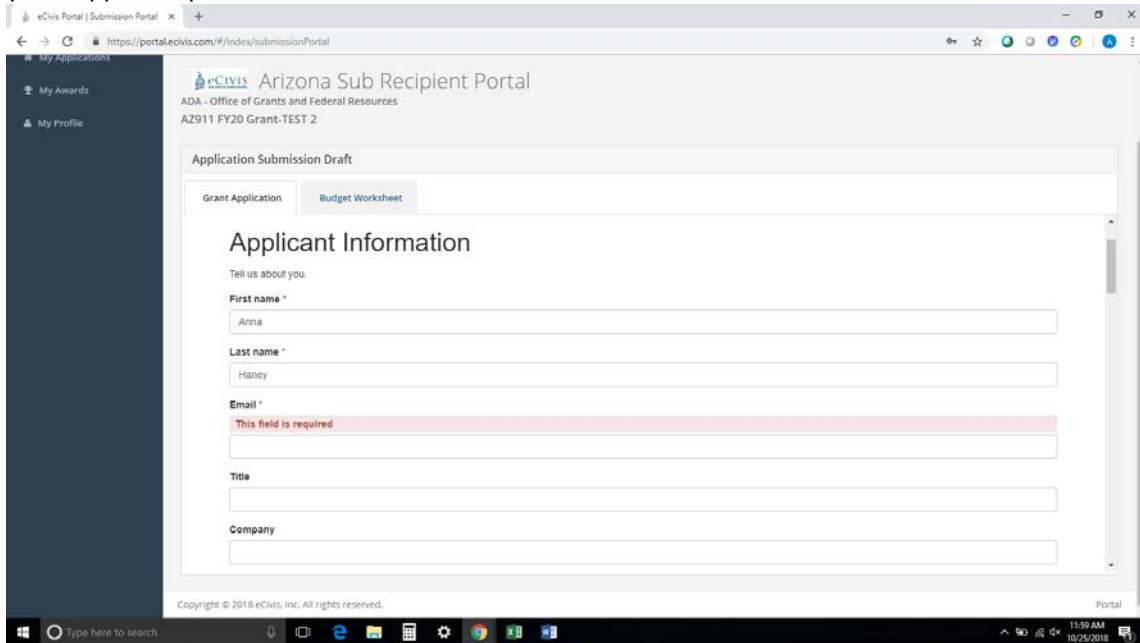 eCivis Portal | Submission Portal
https://portal.ecivis.com/#/index/submissionPortal
My Applications
My Awards
My Profile
eCIVIS Arizona Sub Recipient Portal
ADA - Office of Grants and Federal Resources
AZ911 FY20 Grant-TEST 2
Application Submission Draft
Grant Application Budget Worksheet
Applicant Information
Tell us about you.
First name *
Anna
Last name *
Haney
Email *
This field is required
Title
Company
Copyright © 2018 eCivis, Inc. All rights reserved. Portal
Type here to search
11:59 AM
10/25/2018